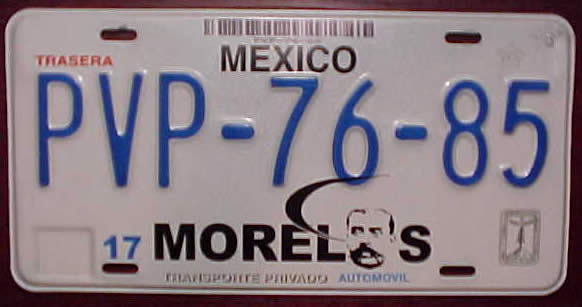 MEXICO
TRASERA
PVP-76-85
17 MORELOS
TRANSPORTE PRIVADO AUTOMOVIL